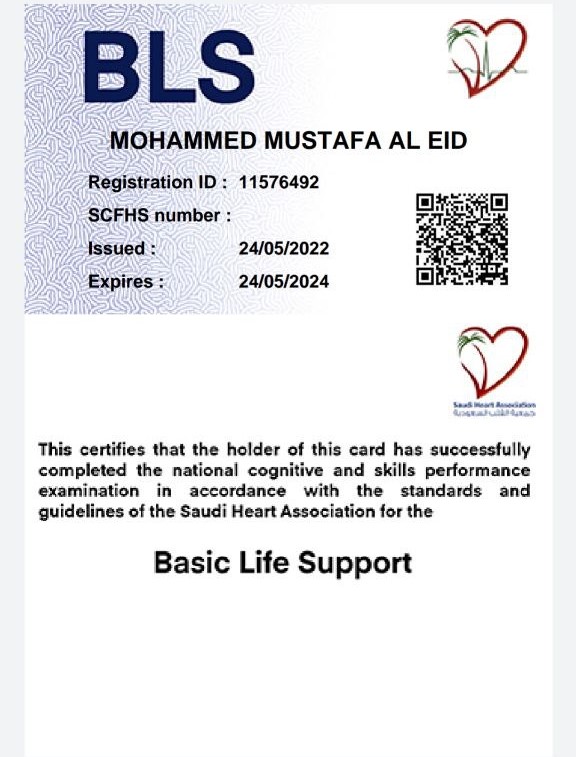 BLS
MOHAMMED MUSTAFA AL EID
Registration ID : 11576492
SCFHS number :
Issued : 24/05/2022
Expires : 24/05/2024
Saudi Heart Association
جمعية القلب السعودية
This certifies that the holder of this card has successfully
completed the national cognitive and skills performance
examination in accordance with the standards and
guidelines of the Saudi Heart Association for the
Basic Life Support